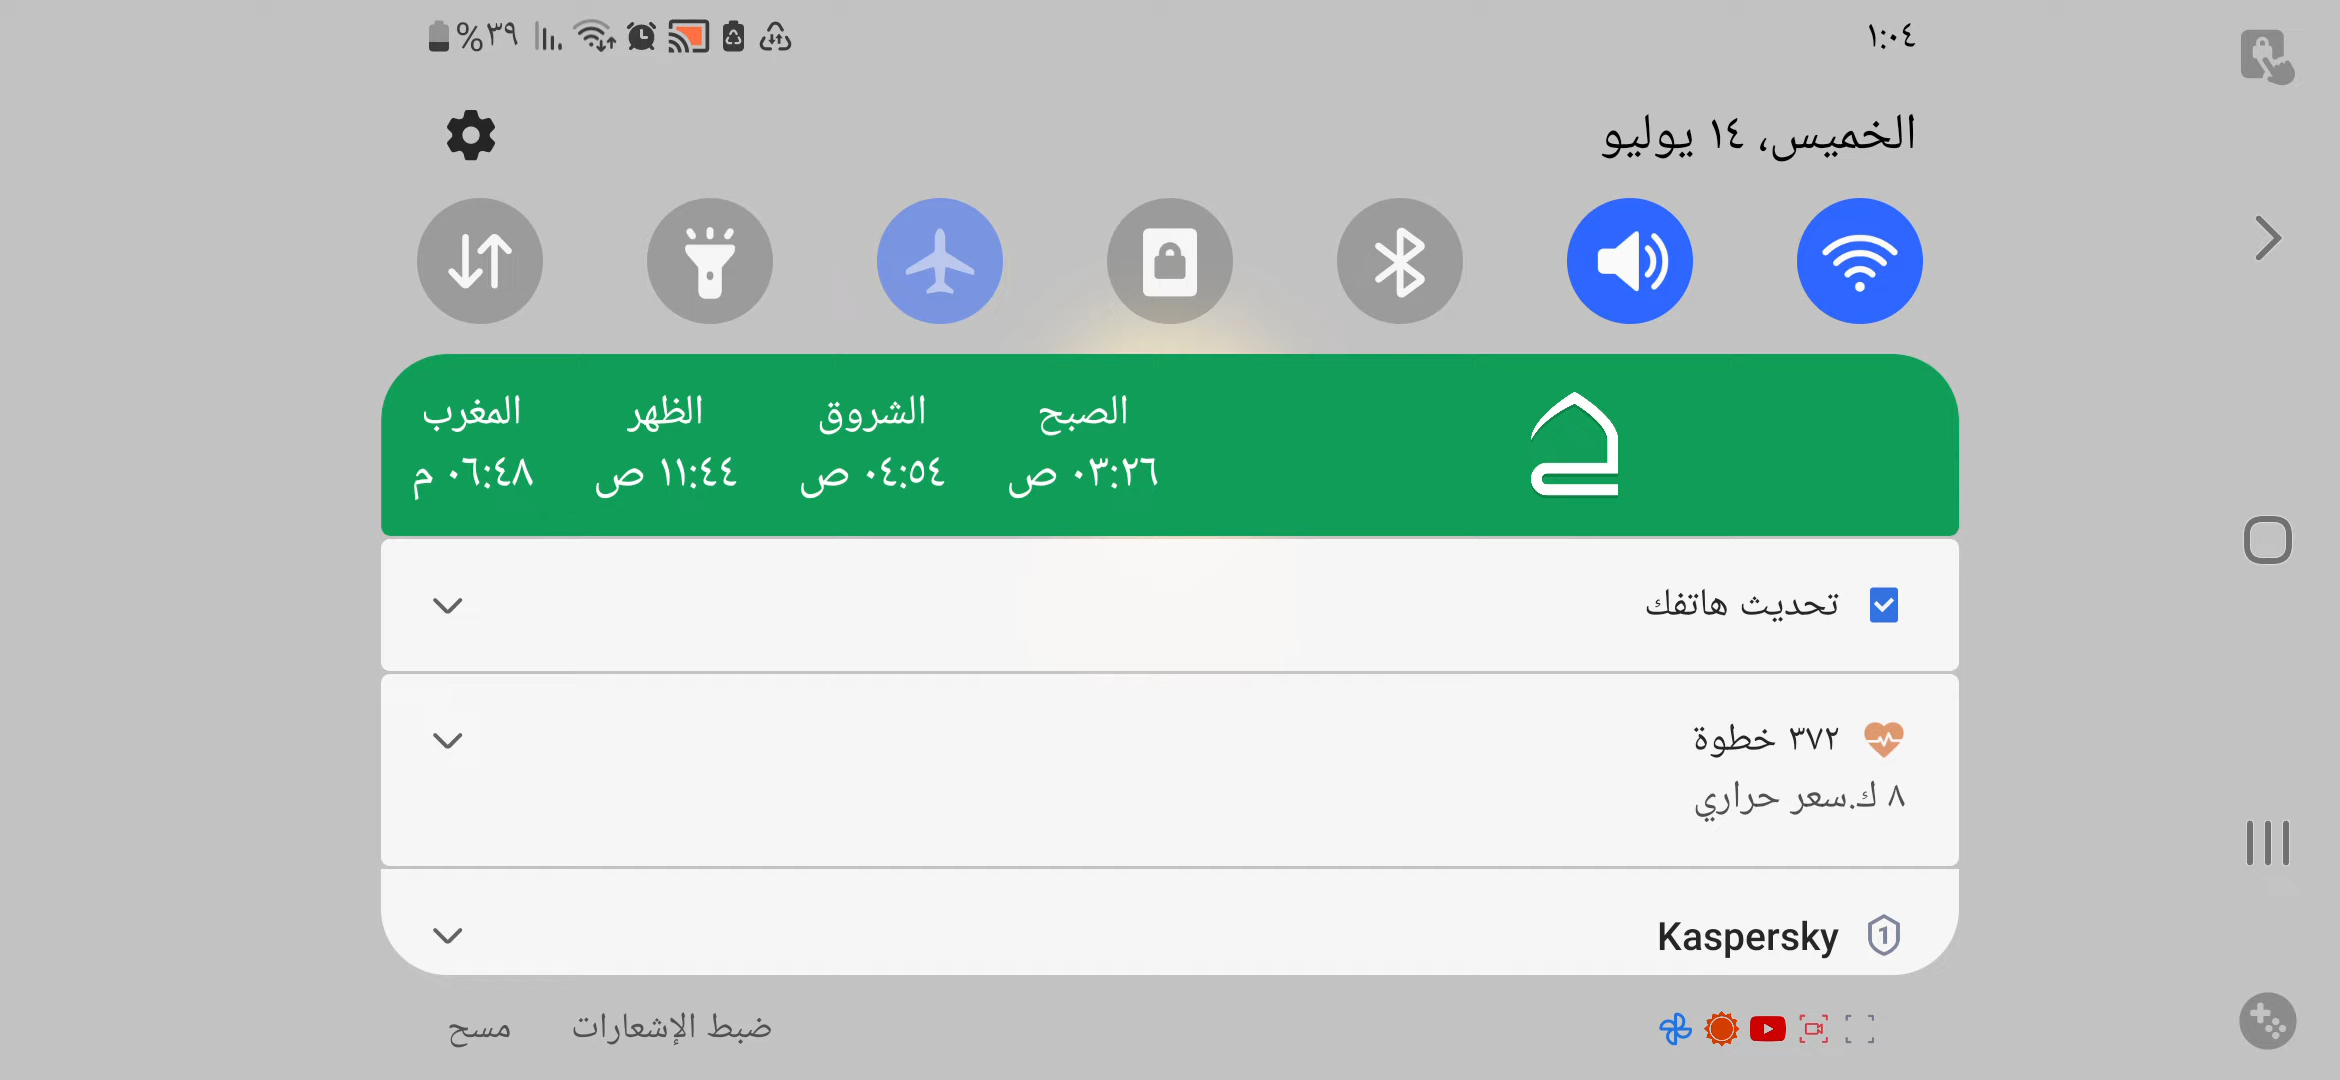 ١:٠٤
٣٩%
الخميس، ١٤ يوليو
الصبح الشروق الظهر المغرب
٠٣:٢٦ ص ٠٤:٥٤ ص ١١:٤٤ ص ٠٦:٤٨ م
تحديث هاتفك
٣٧٢ خطوة
٨ ك.سعر حراري
Kaspersky
ضبط الإشعارات مسح